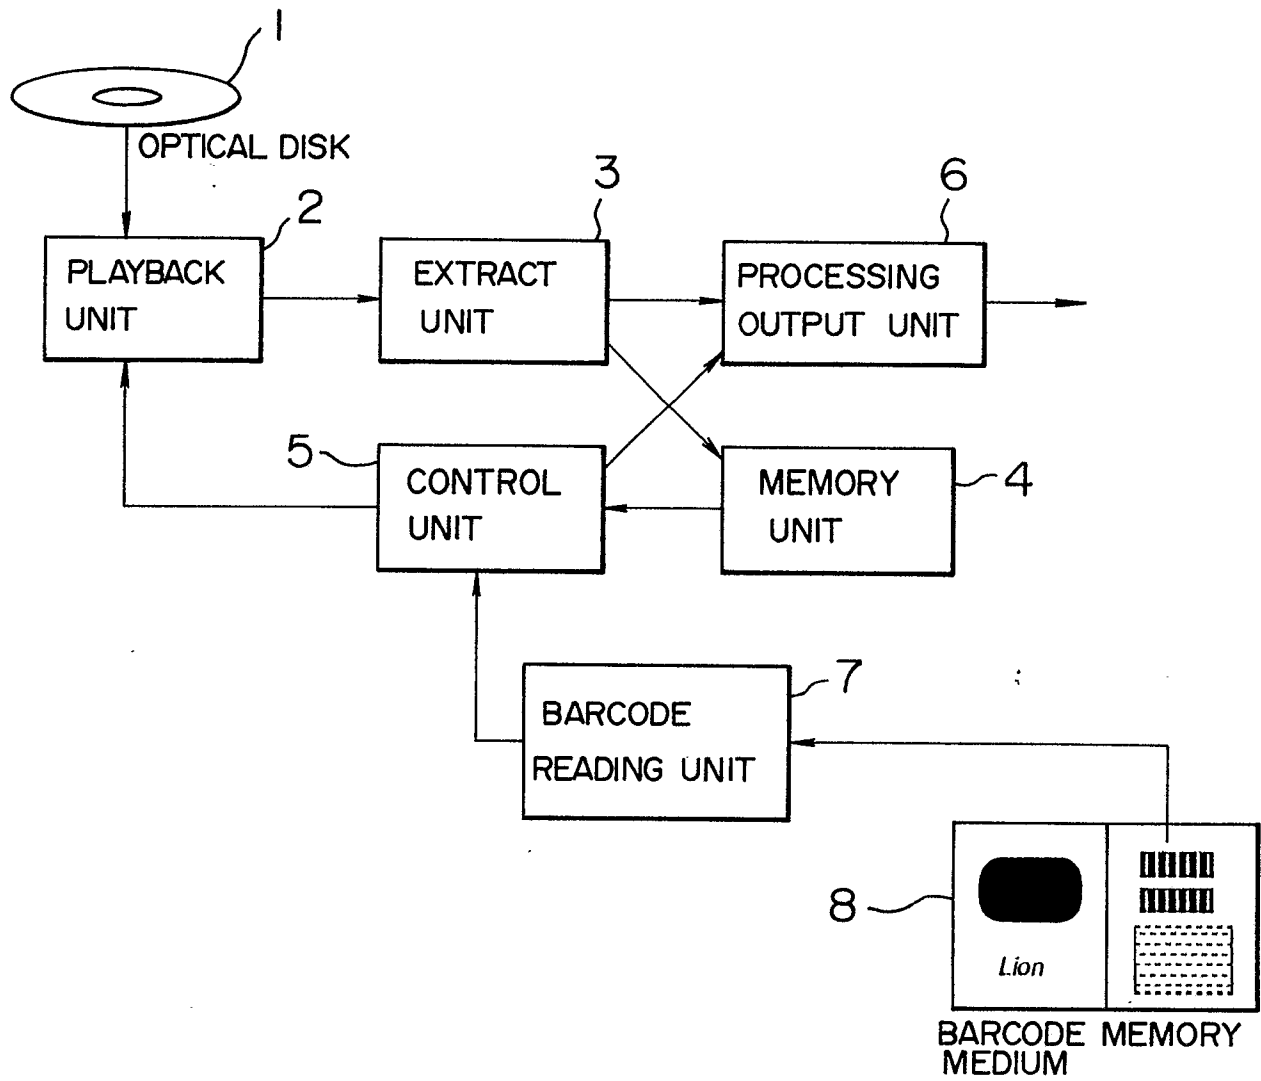 1
OPTICAL DISK
2
PLAYBACK
UNIT
3
EXTRACT
UNIT
6
PROCESSING
OUTPUT UNIT
5
CONTROL
UNIT
MEMORY
UNIT
4
7
BARCODE
READING UNIT
8
Lion
BARCODE MEMORY
MEDIUM